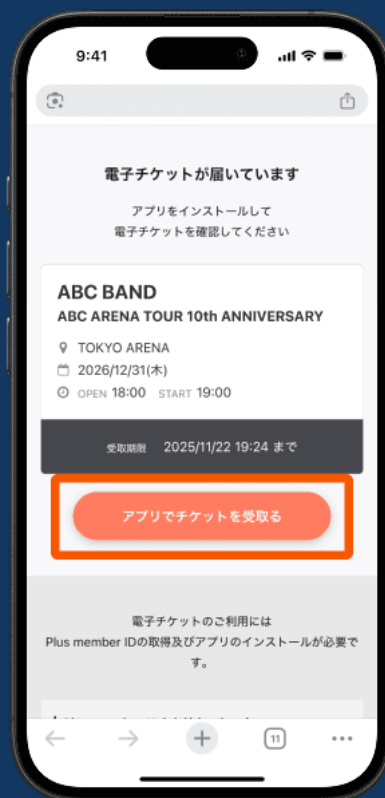 9:41
電子チケットが届いています
アプリをインストールして
電子チケットを確認してください
ABC BAND
ABC ARENA TOUR 10th ANNIVERSARY
TOKYO ARENA
2026/12/31(木)
OPEN 18:00 START 19:00
受取期限 2025/11/22 19:24 まで
アプリでチケットを受取る
電子チケットのご利用には
Plus member IDの取得及びアプリのインストールが必要で
す。
11